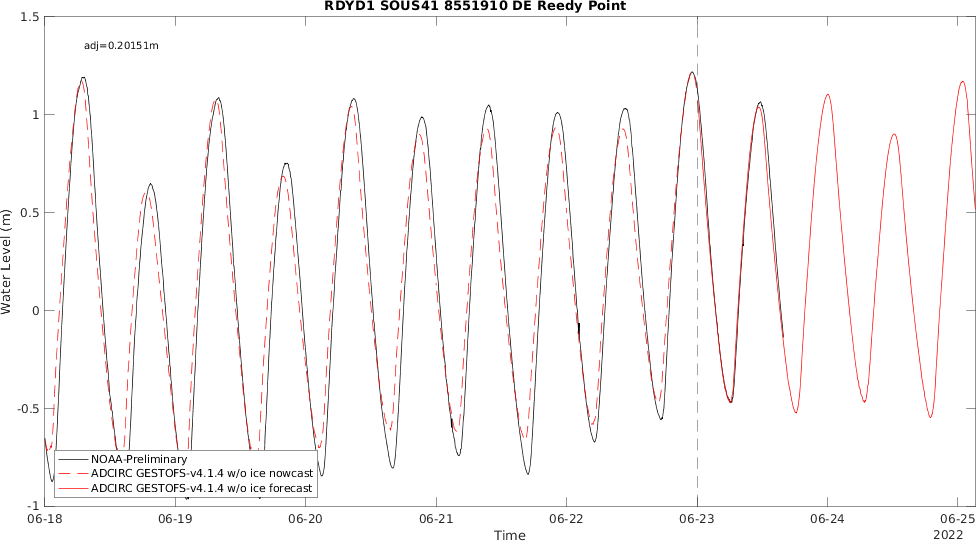 RDYD1 SOUS41 8551910 DE Reedy Point
adj=0.20151m
Water Level (m)
1.5
1
0.5
0
-0.5
-1
NOAA-Preliminary
ADCIRC GESTOFS-v4.1.4 w/o ice nowcast
ADCIRC GESTOFS-v4.1.4 w/o ice forecast
06-18 06-19 06-20 06-21 06-22 06-23 06-24 06-25
Time
2022